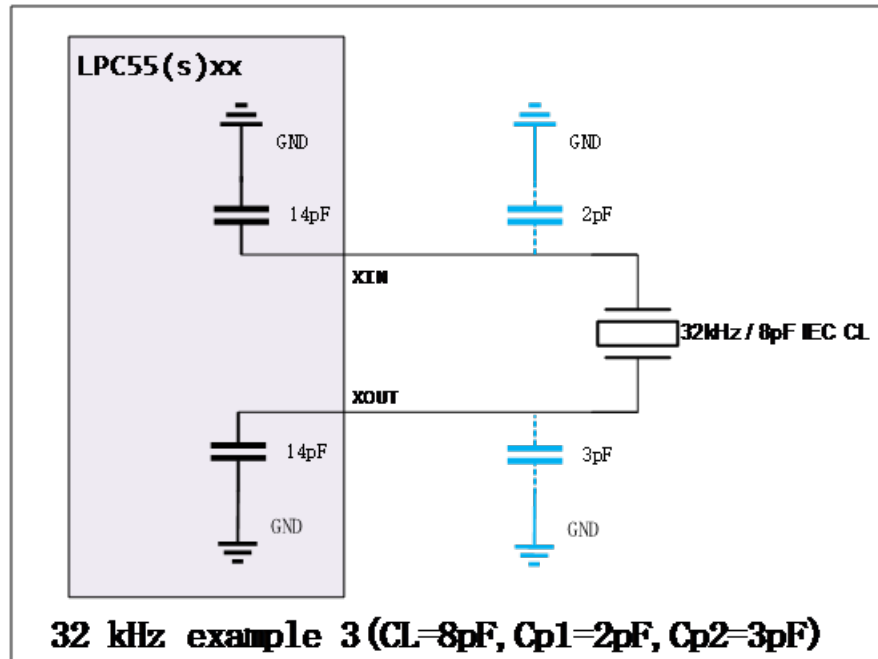 LPC55(s)xx
GND
GND
14pF
2pF
XIN
32kHz/8pF IEC CL
XOUT
14pF
3pF
GND
GND
32 kHz example 3(CL=8pF,Cp1=2pF,Cp2=3pF)